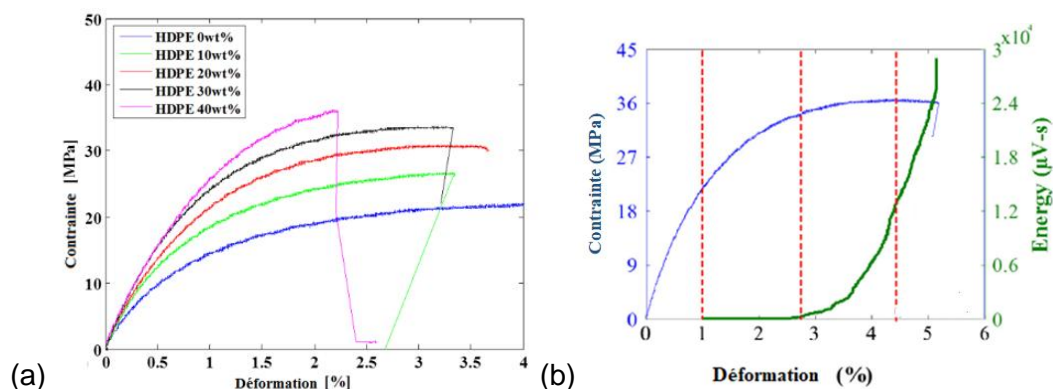 50
40
30
20
10
0
Contrainte [MPa]
HDPE 0wt%
HDPE 10wt%
HDPE 20wt%
HDPE 30wt%
HDPE 40wt%
0 0.5 1 1.5 2 2.5 3 3.5 4
Déformation [%]
(a)
45
36
27
18
9
0
Contrainte (MPa)
×10⁴
3
2.4
1.8
1.2
0.6
0
Energy (µV-s)
0 1 2 3 4 5 6
Déformation (%)
(b)